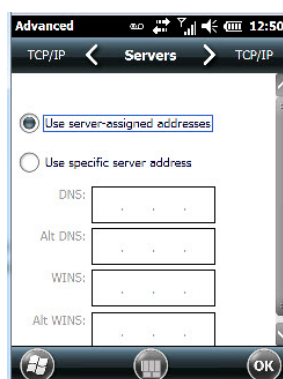 Advanced 12:50
TCP/IP Servers TCP/IP
Use server-assigned addresses
Use specific server address
DNS:
Alt DNS:
WINS:
Alt WINS:
OK